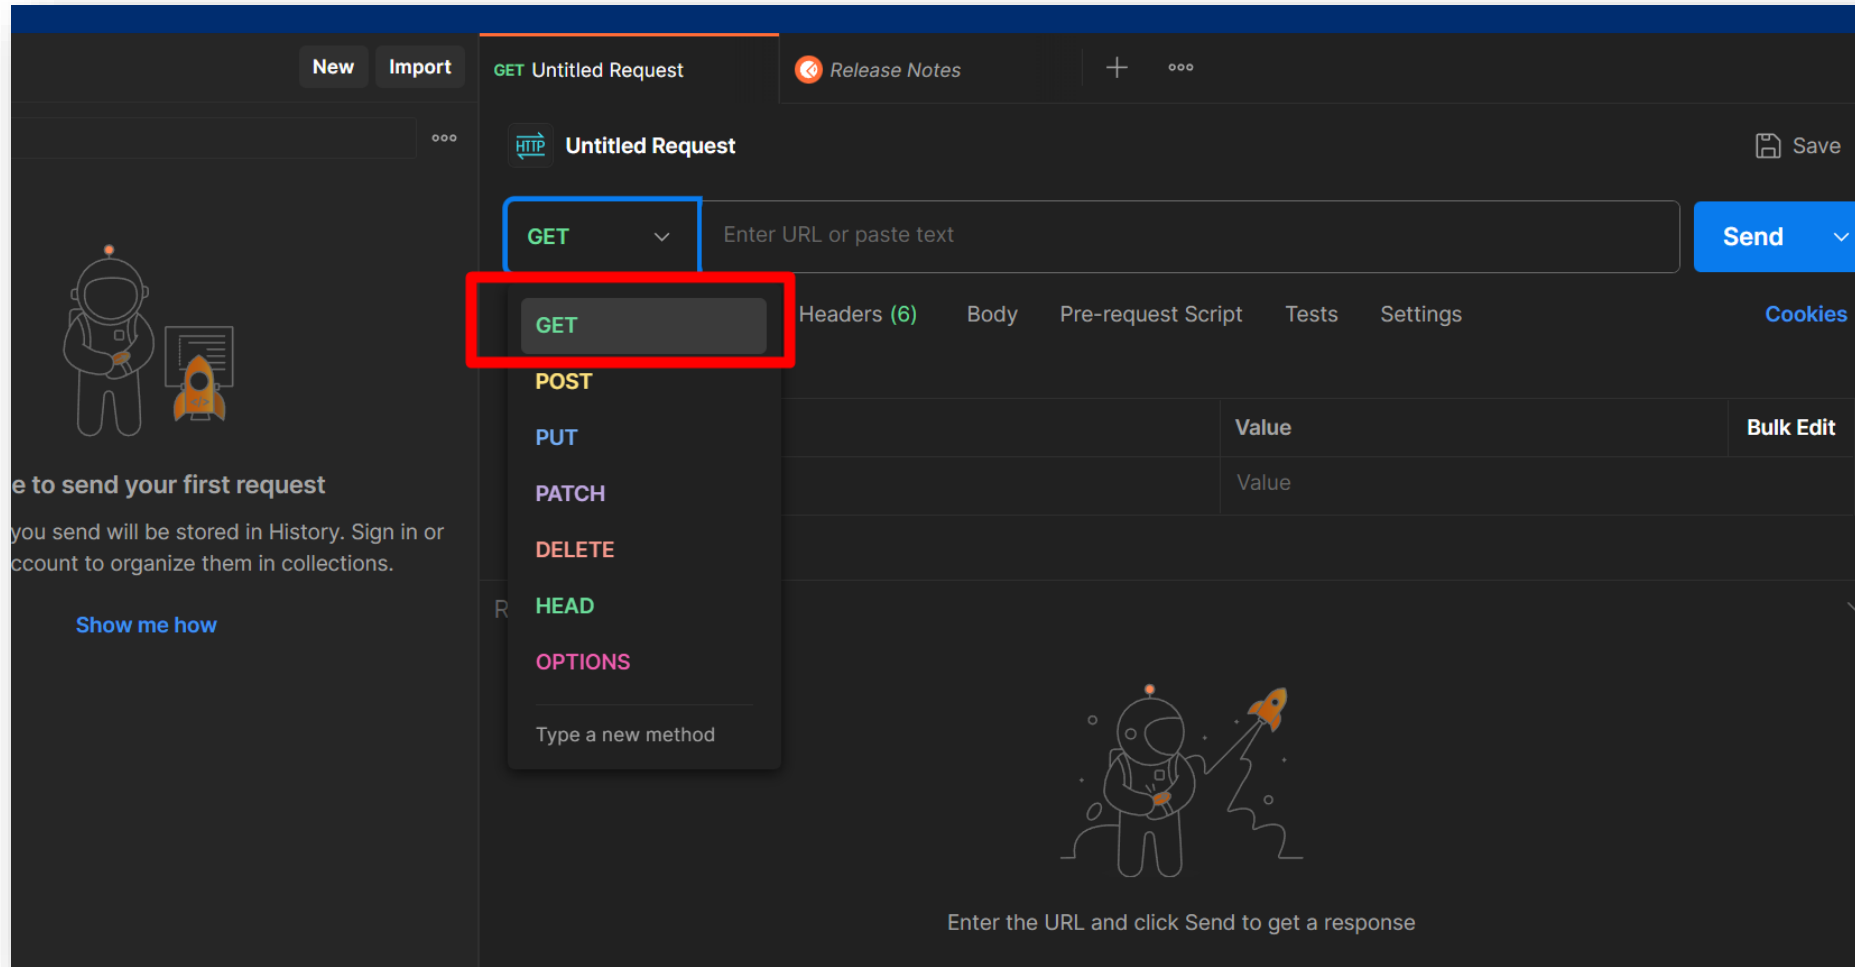 New
Import
GET Untitled Request
Release Notes
HTTP
Untitled Request
Save
GET
Enter URL or paste text
Send
GET
Headers (6)
Body
Pre-request Script
Tests
Settings
Cookies
POST
Value
Bulk Edit
PUT
Value
PATCH
e to send your first request
you send will be stored in History. Sign in or
ccount to organize them in collections.
Show me how
DELETE
R
HEAD
OPTIONS
Type a new method
Enter the URL and click Send to get a response